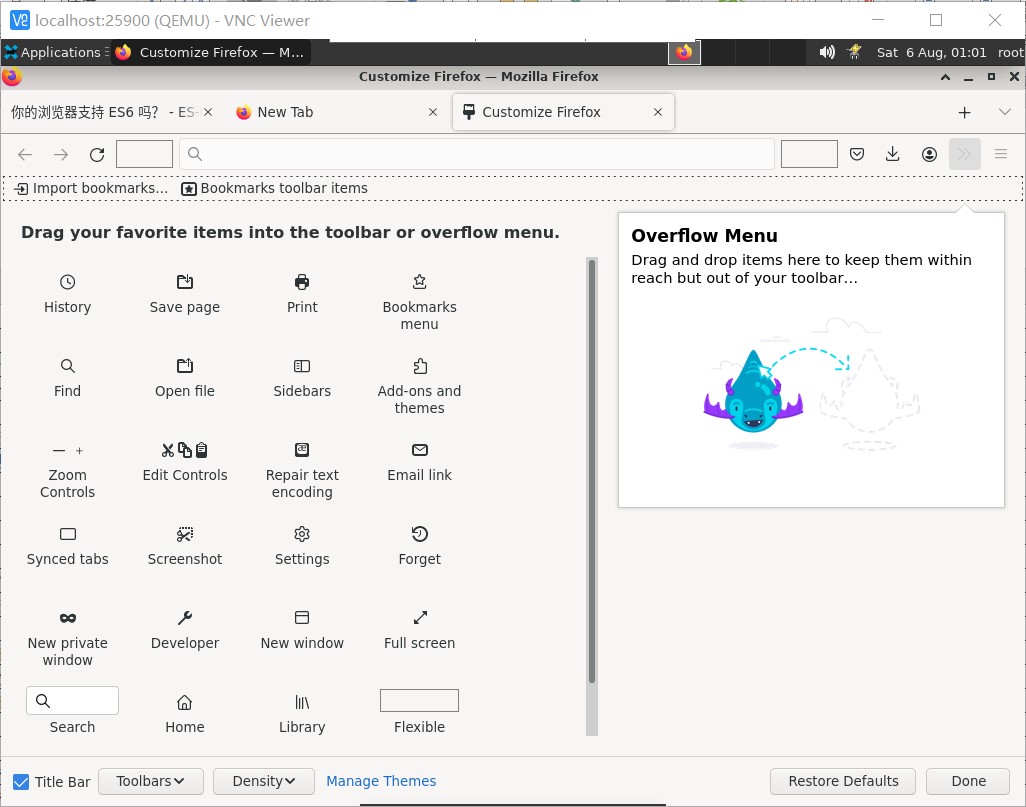 localhost:25900 (QEMU) - VNC Viewer
Applications Customize Firefox — M... Sat 6 Aug, 01:01 root
Customize Firefox — Mozilla Firefox
你的浏览器支持 ES6 吗? - ES- New Tab Customize Firefox
Import bookmarks... Bookmarks toolbar items
Drag your favorite items into the toolbar or overflow menu.
History Save page Print Bookmarks
menu
Find Open file Sidebars Add-ons and
themes
Zoom
Controls
Edit Controls
Repair text
encoding
Email link
Synced tabs Screenshot Settings Forget
New private
window
Developer New window Full screen
Search Home Library Flexible
Overflow Menu
Drag and drop items here to keep them within
reach but out of your toolbar...
Title Bar Toolbars Density Manage Themes Restore Defaults Done